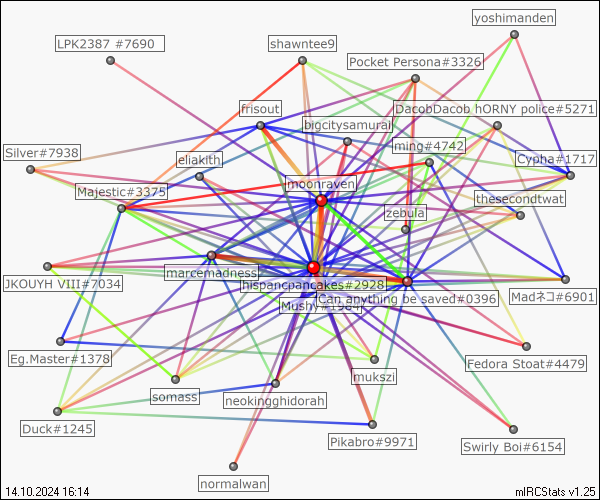 yoshimanden
LPK2387 #7690
shawntee9
Pocket Persona#3326
frisout
DacobDacob hORNY police#5271
bigcitysamurai
ming#4742
Silver#7938
eliakith
Cypha#1717
moonraven
Majestic#3375
thesecondtwat
zebula
marcemadness
JKOUYH VIII#7034
hispanicpancakes#2928
Can anything be saved#0396
Madネコ#6901
Mushy#1984
Eg.Master#1378
Fedora Stoat#4479
mukszi
somass
neokingghidorah
Duck#1245
Pikabro#9971
Swirly Boi#6154
normalwan
14.10.2024 16:14
mIRCStats v1.25